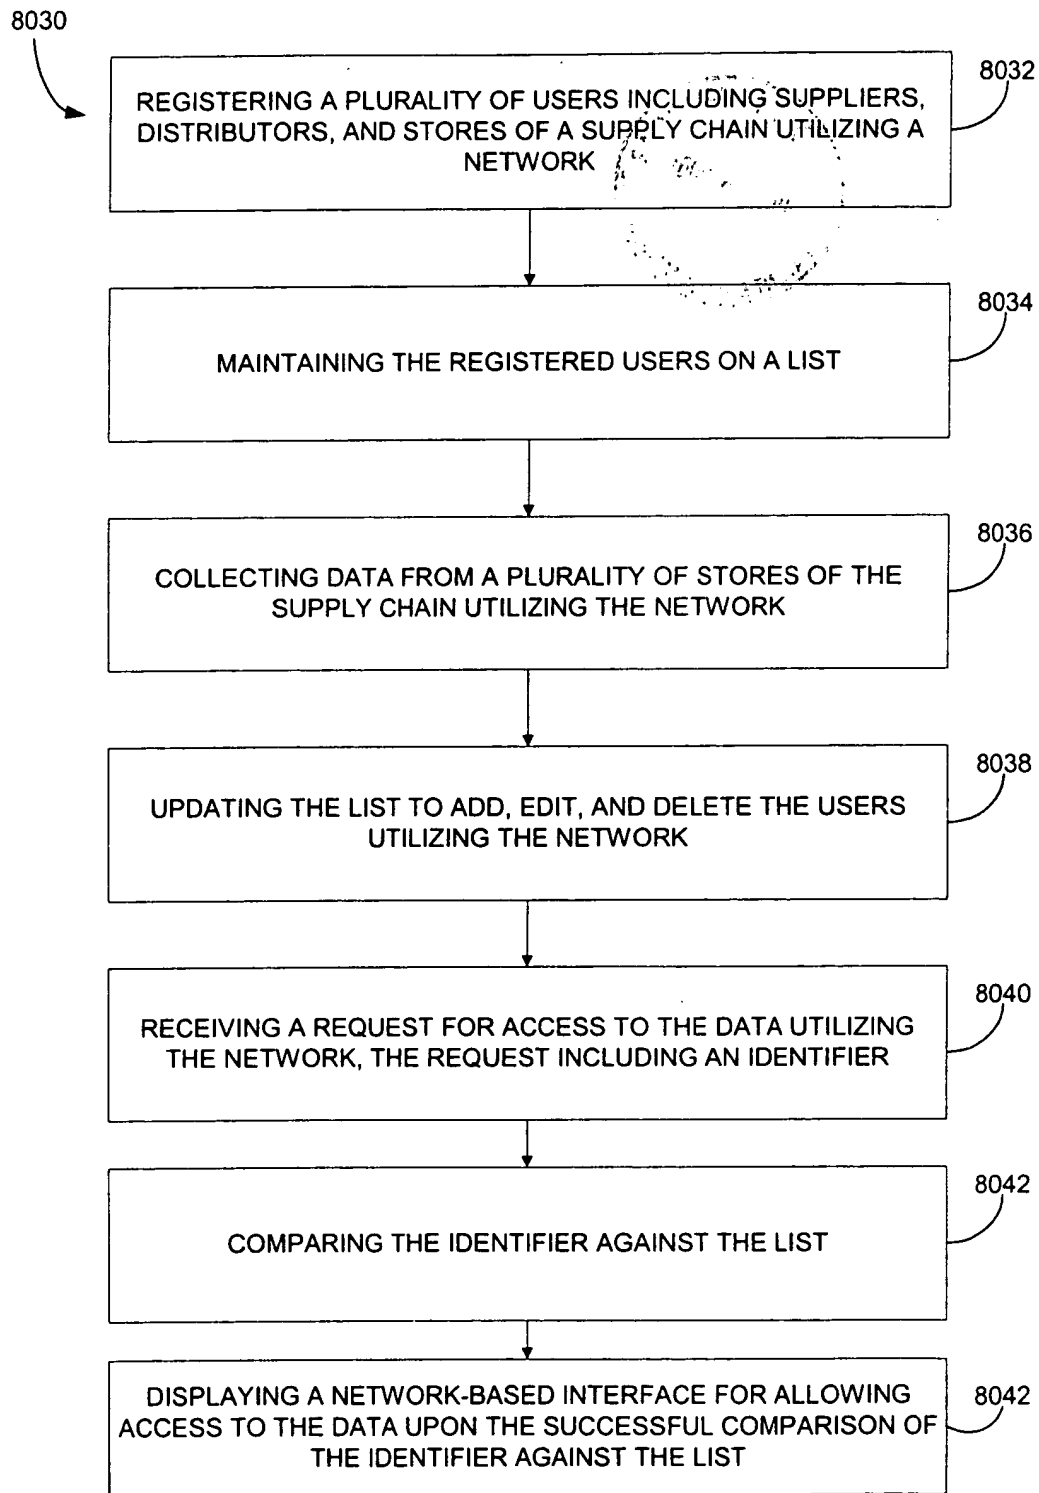 8030
8032
REGISTERING A PLURALITY OF USERS INCLUDING SUPPLIERS,
DISTRIBUTORS, AND STORES OF A SUPPLY CHAIN UTILIZING A
NETWORK
8034
MAINTAINING THE REGISTERED USERS ON A LIST
8036
COLLECTING DATA FROM A PLURALITY OF STORES OF THE
SUPPLY CHAIN UTILIZING THE NETWORK
8038
UPDATING THE LIST TO ADD, EDIT, AND DELETE THE USERS
UTILIZING THE NETWORK
8040
RECEIVING A REQUEST FOR ACCESS TO THE DATA UTILIZING
THE NETWORK, THE REQUEST INCLUDING AN IDENTIFIER
8042
COMPARING THE IDENTIFIER AGAINST THE LIST
8042
DISPLAYING A NETWORK-BASED INTERFACE FOR ALLOWING
ACCESS TO THE DATA UPON THE SUCCESSFUL COMPARISON OF
THE IDENTIFIER AGAINST THE LIST